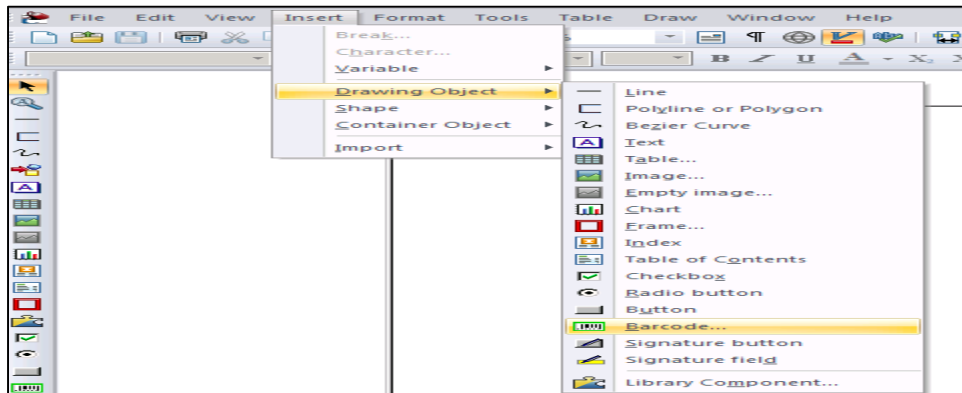 File Edit View Insert Format Tools Table Draw Window Help
Break...
Character...
Variable
Drawing Object
Shape
Container Object
Import
B I U A X₂
Line
Polyline or Polygon
Bezier Curve
Text
Table...
Image...
Empty image...
Chart
Frame...
Index
Table of Contents
Checkbox
Radio button
Button
Barcode...
Signature button
Signature field
Library Component...